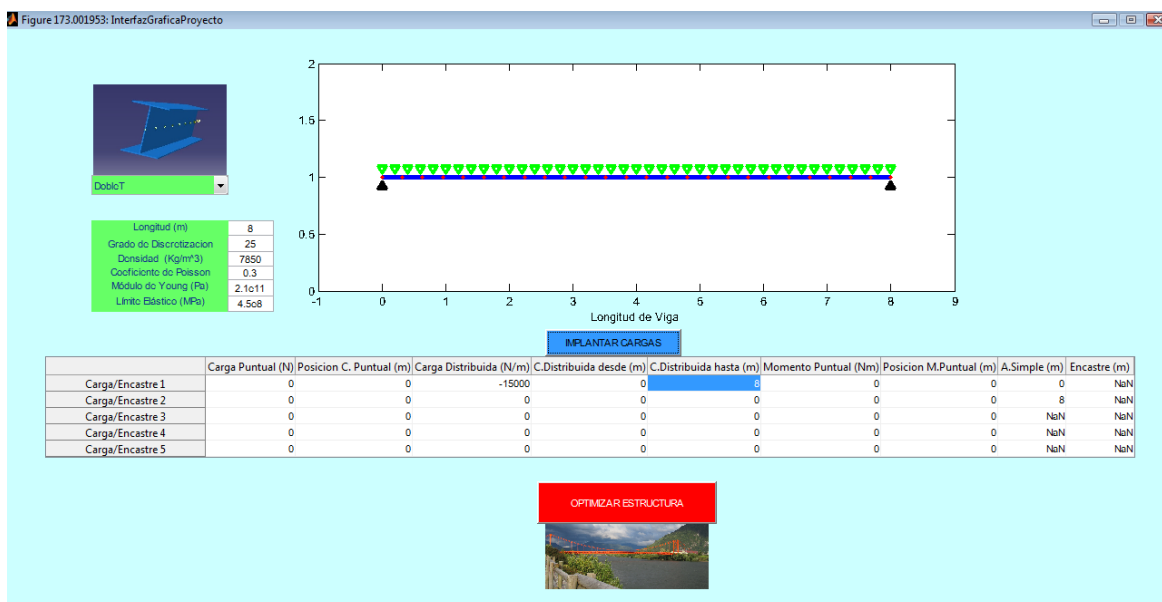 Figure 173.001953: InterfazGraficaProyecto
2
1.5
1
0.5
0
-1 0 1 2 3 4 5 6 7 8 9
Longitud de Viga
DobleT
Longitud (m) 8
Grado de Discretizacion 25
Densidad (Kg/m^3) 7850
Coeficiente de Poisson 0.3
Módulo de Young (Pa) 2.1e11
Límite Elástico (MPa) 4.5e8
IMPLANTAR CARGAS
Carga Puntual (N) Posicion C. Puntual (m) Carga Distribuida (N/m) C.Distribuida desde (m) C.Distribuida hasta (m) Momento Puntual (Nm) Posicion M.Puntual (m) A.Simple (m) Encastre (m)
Carga/Encastre 1 0 0 -15000 0 8 0 0 0 NaN
Carga/Encastre 2 0 0 0 0 0 0 0 8 NaN
Carga/Encastre 3 0 0 0 0 0 0 0 NaN NaN
Carga/Encastre 4 0 0 0 0 0 0 0 NaN NaN
Carga/Encastre 5 0 0 0 0 0 0 0 NaN NaN
OPTIMIZAR ESTRUCTURA